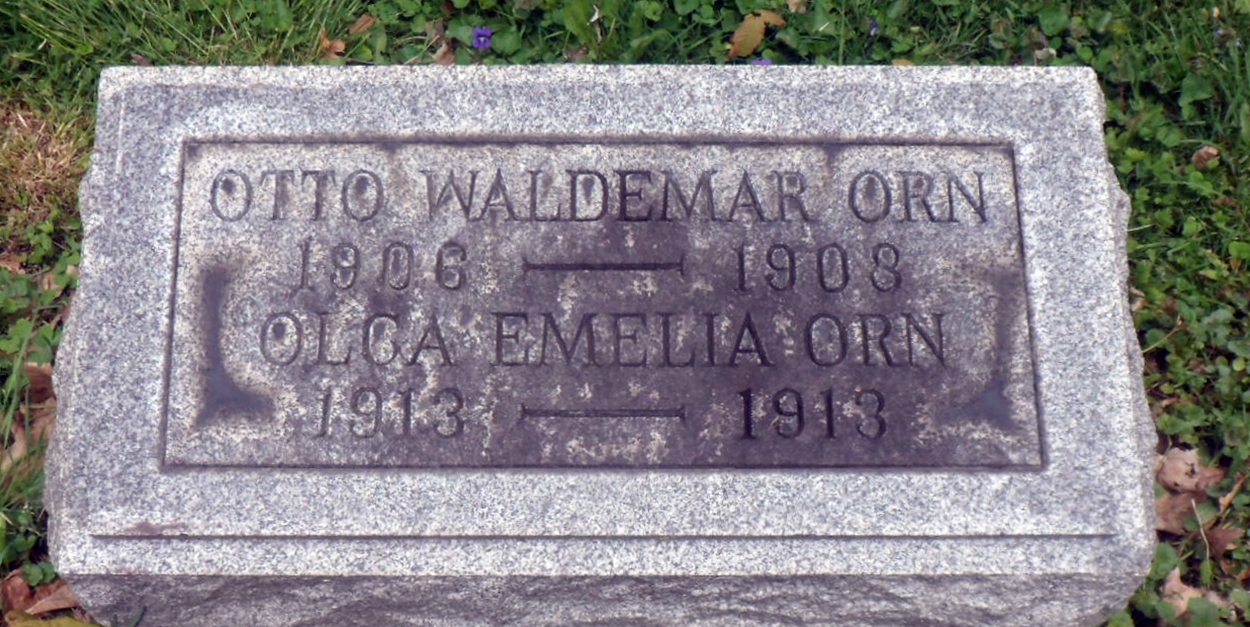 OTTO WALDEMAR ORN
1906 — 1908
OLGA EMELIA ORN
1913 — 1913